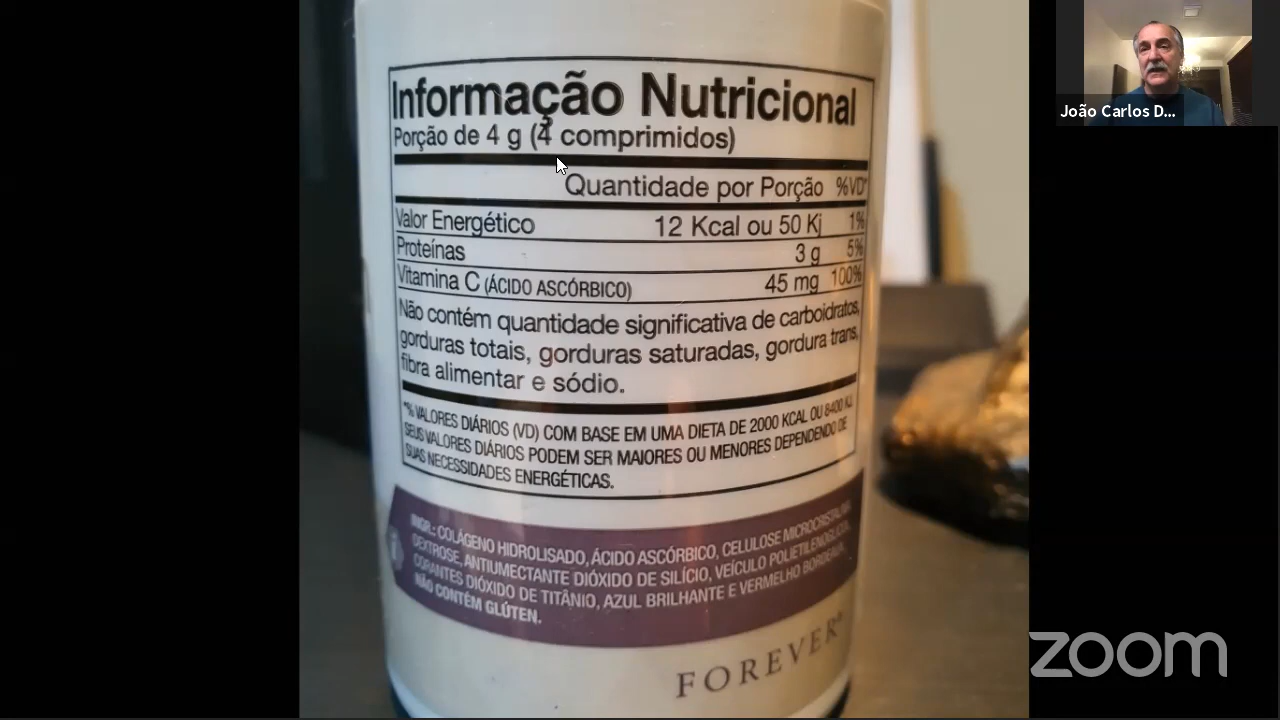 Informação Nutricional
Porção de 4 g (4 comprimidos)
Quantidade por Porção %VD*
Valor Energético 12 Kcal ou 50 Kj 1%
Proteínas 3 g 5%
Vitamina C (ÁCIDO ASCÓRBICO) 45 mg 100%
Não contém quantidade significativa de carboidratos,
gorduras totais, gorduras saturadas, gordura trans,
fibra alimentar e sódio.
*% VALORES DIÁRIOS (VD) COM BASE EM UMA DIETA DE 2000 KCAL OU 8400 KJ.
SEUS VALORES DIÁRIOS PODEM SER MAIORES OU MENORES DEPENDENDO DE
SUAS NECESSIDADES ENERGÉTICAS.
INGR.: COLÁGENO HIDROLISADO, ÁCIDO ASCÓRBICO, CELULOSE MICROCRISTALINA,
DEXTROSE, ANTIUMECTANTE DIÓXIDO DE SILÍCIO, VEÍCULO POLIETILENOGLICOL,
CORANTES DIÓXIDO DE TITÂNIO, AZUL BRILHANTE E VERMELHO BORDEAUX.
NÃO CONTÉM GLÚTEN.
FOREVER®
João Carlos D...
zoom